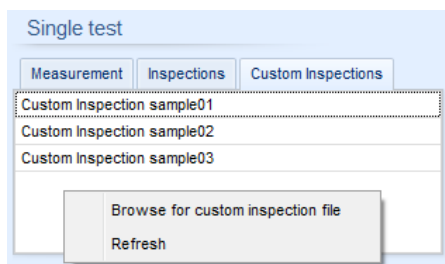 Single test
Measurement Inspections Custom Inspections
Custom Inspection sample01
Custom Inspection sample02
Custom Inspection sample03
Browse for custom inspection file
Refresh